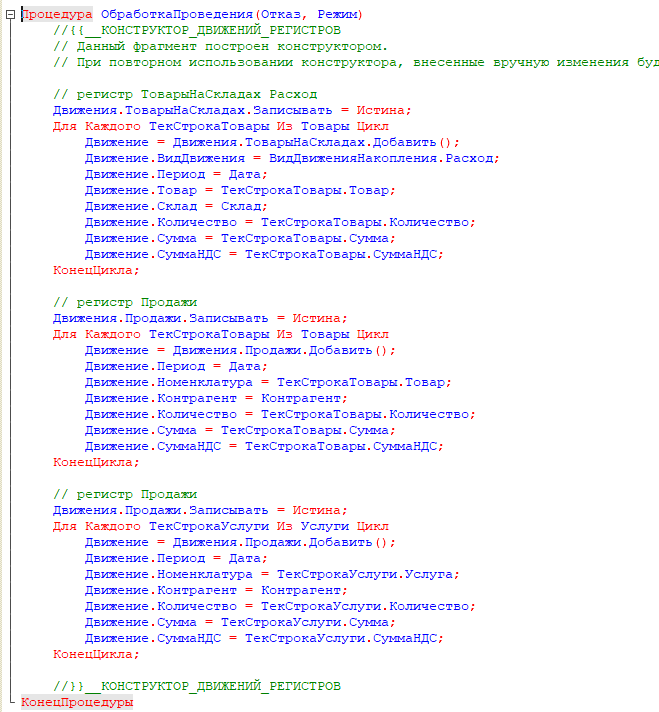 Процедура ОбработкаПроведения(Отказ, Режим)
//{{__КОНСТРУКТОР_ДВИЖЕНИЙ_РЕГИСТРОВ
// Данный фрагмент построен конструктором.
// При повторном использовании конструктора, внесенные вручную изменения буд
// регистр ТоварыНаСкладах Расход
Движения.ТоварыНаСкладах.Записывать = Истина;
Для Каждого ТекСтрокаТовары Из Товары Цикл
Движение = Движения.ТоварыНаСкладах.Добавить();
Движение.ВидДвижения = ВидДвиженияНакопления.Расход;
Движение.Период = Дата;
Движение.Товар = ТекСтрокаТовары.Товар;
Движение.Склад = Склад;
Движение.Количество = ТекСтрокаТовары.Количество;
Движение.Сумма = ТекСтрокаТовары.Сумма;
Движение.СуммаНДС = ТекСтрокаТовары.СуммаНДС;
КонецЦикла;
// регистр Продажи
Движения.Продажи.Записывать = Истина;
Для Каждого ТекСтрокаТовары Из Товары Цикл
Движение = Движения.Продажи.Добавить();
Движение.Период = Дата;
Движение.Номенклатура = ТекСтрокаТовары.Товар;
Движение.Контрагент = Контрагент;
Движение.Количество = ТекСтрокаТовары.Количество;
Движение.Сумма = ТекСтрокаТовары.Сумма;
Движение.СуммаНДС = ТекСтрокаТовары.СуммаНДС;
КонецЦикла;
// регистр Продажи
Движения.Продажи.Записывать = Истина;
Для Каждого ТекСтрокаУслуги Из Услуги Цикл
Движение = Движения.Продажи.Добавить();
Движение.Период = Дата;
Движение.Номенклатура = ТекСтрокаУслуги.Услуга;
Движение.Контрагент = Контрагент;
Движение.Количество = ТекСтрокаУслуги.Количество;
Движение.Сумма = ТекСтрокаУслуги.Сумма;
Движение.СуммаНДС = ТекСтрокаУслуги.СуммаНДС;
КонецЦикла;
//}}__КОНСТРУКТОР_ДВИЖЕНИЙ_РЕГИСТРОВ
КонецПроцедуры